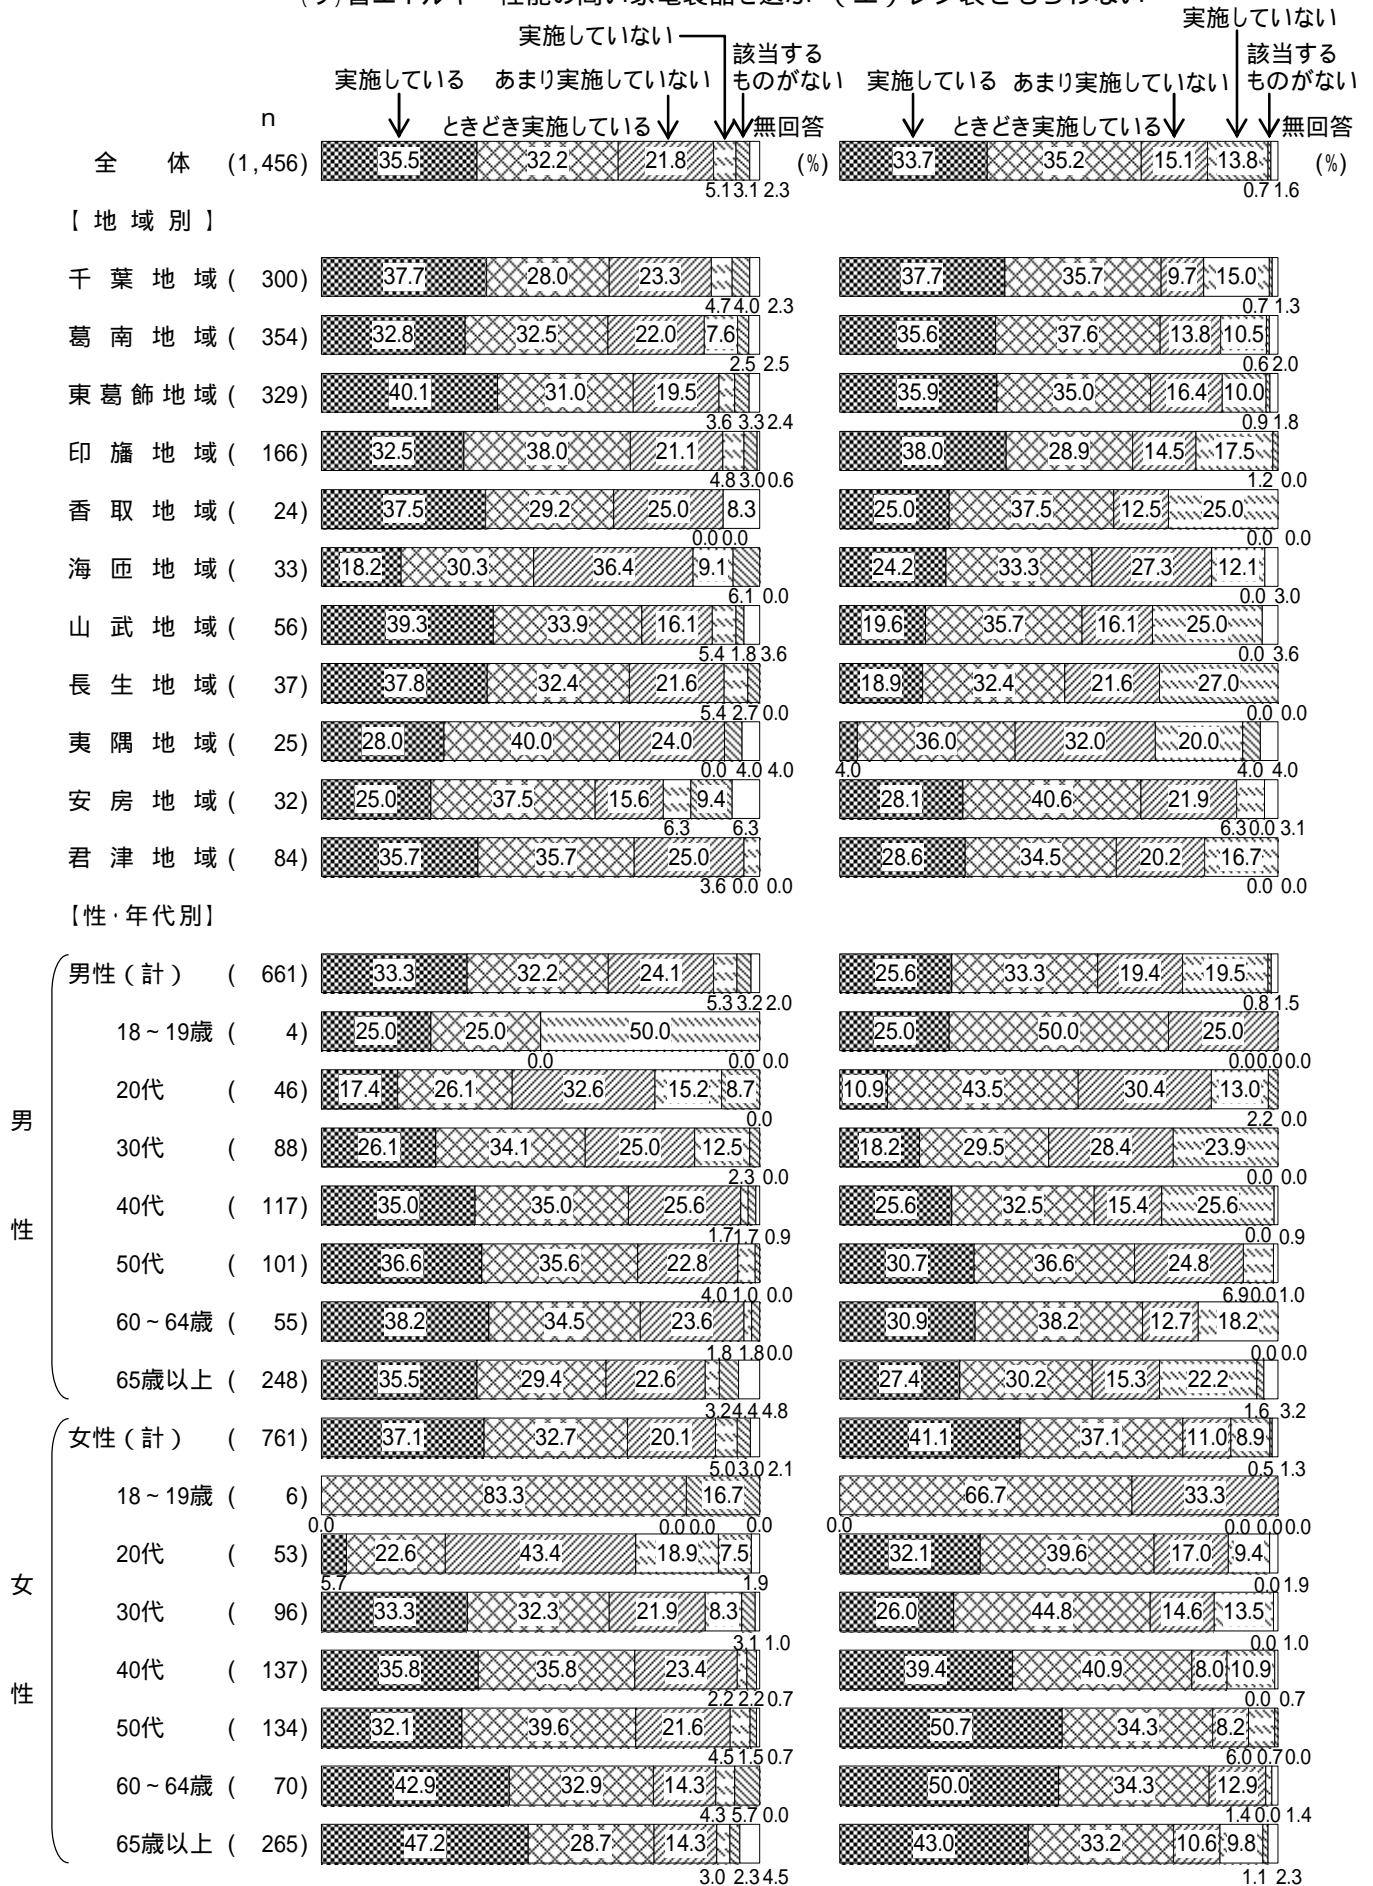 実施していない
実施していない
該当する
ものがない
該当する
ものがない
実施している
あまり実施していない
実施している
あまり実施していない
n
ときどき実施している
無回答
ときどき実施している
無回答
全 体 (1,456) 35.5 32.2 21.8 (%) 33.7 35.2 15.1 13.8 (%)
5.1 3.1 2.3 0.7 1.6
【 地 域 別 】
千 葉 地 域 ( 300) 37.7 28.0 23.3 37.7 35.7 9.7 15.0
4.7 4.0 2.3 0.7 1.3
葛 南 地 域 ( 354) 32.8 32.5 22.0 7.6 35.6 37.6 13.8 10.5
2.5 2.5 0.6 2.0
東 葛 飾 地 域 ( 329) 40.1 31.0 19.5 35.9 35.0 16.4 10.0
3.6 3.3 2.4 0.9 1.8
印 旛 地 域 ( 166) 32.5 38.0 21.1 38.0 28.9 14.5 17.5
4.8 3.0 0.6 1.2 0.0
香 取 地 域 ( 24) 37.5 29.2 25.0 8.3 25.0 37.5 12.5 25.0
0.0 0.0 0.0 0.0
海 匝 地 域 ( 33) 18.2 30.3 36.4 9.1 24.2 33.3 27.3 12.1
6.1 0.0 0.0 3.0
山 武 地 域 ( 56) 39.3 33.9 16.1 19.6 35.7 16.1 25.0
5.4 1.8 3.6 0.0 3.6
長 生 地 域 ( 37) 37.8 32.4 21.6 18.9 32.4 21.6 27.0
5.4 2.7 0.0 0.0 0.0
夷 隅 地 域 ( 25) 28.0 40.0 24.0 36.0 32.0 20.0
0.0 4.0 4.0 4.0 4.0 4.0
安 房 地 域 ( 32) 25.0 37.5 15.6 9.4 28.1 40.6 21.9
6.3 6.3 6.3 0.0 3.1
君 津 地 域 ( 84) 35.7 35.7 25.0 28.6 34.5 20.2 16.7
3.6 0.0 0.0 0.0 0.0
【性・年代別】
男性(計) ( 661) 33.3 32.2 24.1 25.6 33.3 19.4 19.5
5.3 3.2 2.0 0.8 1.5
18~19歳 ( 4) 25.0 25.0 50.0 25.0 50.0 25.0
0.0 0.0 0.0 0.0 0.0 0.0
20代 ( 46) 17.4 26.1 32.6 15.2 8.7 10.9 43.5 30.4 13.0
男
0.0 2.2 0.0
30代 ( 88) 26.1 34.1 25.0 12.5 18.2 29.5 28.4 23.9
2.3 0.0 0.0 0.0
40代 ( 117) 35.0 35.0 25.6 25.6 32.5 15.4 25.6
性
1.7 1.7 0.9 0.0 0.9
50代 ( 101) 36.6 35.6 22.8 30.7 36.6 24.8
4.0 1.0 0.0 6.9 0.0 1.0
60~64歳 ( 55) 38.2 34.5 23.6 30.9 38.2 12.7 18.2
1.8 1.8 0.0 0.0 0.0
65歳以上 ( 248) 35.5 29.4 22.6 27.4 30.2 15.3 22.2
3.2 4.4 4.8 1.6 3.2
女性(計) ( 761) 37.1 32.7 20.1 41.1 37.1 11.0 8.9
5.0 3.0 2.1 0.5 1.3
18~19歳 ( 6) 83.3 16.7 66.7 33.3
0.0 0.0 0.0 0.0 0.0 0.0 0.0 0.0
20代 ( 53) 22.6 43.4 18.9 7.5 32.1 39.6 17.0 9.4
女
5.7 1.9 0.0 1.9
30代 ( 96) 33.3 32.3 21.9 8.3 26.0 44.8 14.6 13.5
3.1 1.0 0.0 1.0
40代 ( 137) 35.8 35.8 23.4 39.4 40.9 8.0 10.9
性
2.2 2.2 0.7 0.0 0.7
50代 ( 134) 32.1 39.6 21.6 50.7 34.3 8.2
4.5 1.5 0.7 6.0 0.7 0.0
60~64歳 ( 70) 42.9 32.9 14.3 50.0 34.3 12.9
4.3 5.7 0.0 1.4 0.0 1.4
65歳以上 ( 265) 47.2 28.7 14.3 43.0 33.2 10.6 9.8
3.0 2.3 4.5 1.1 2.3